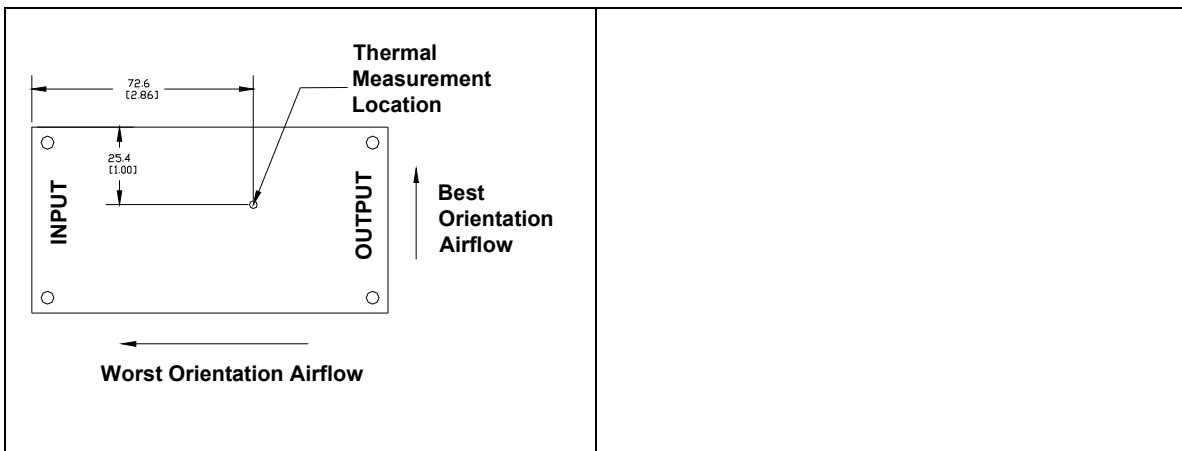 Thermal
Measurement
Location
72.6
[2.86]
25.4
[1.00]
INPUT
OUTPUT
Best
Orientation
Airflow
Worst Orientation Airflow